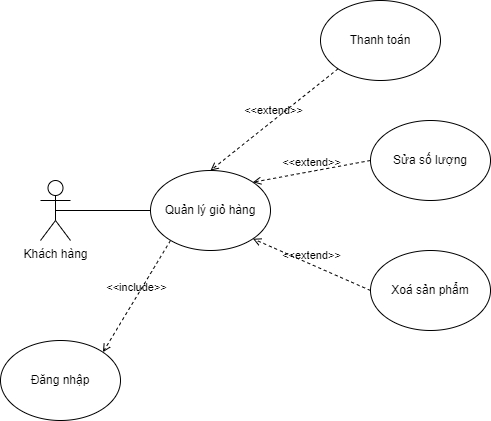 Thanh toán
<<extend>>
Sửa số lượng
<<extend>>
Quản lý giỏ hàng
Khách hàng
<<extend>>
Xoá sản phẩm
<<include>>
Đăng nhập